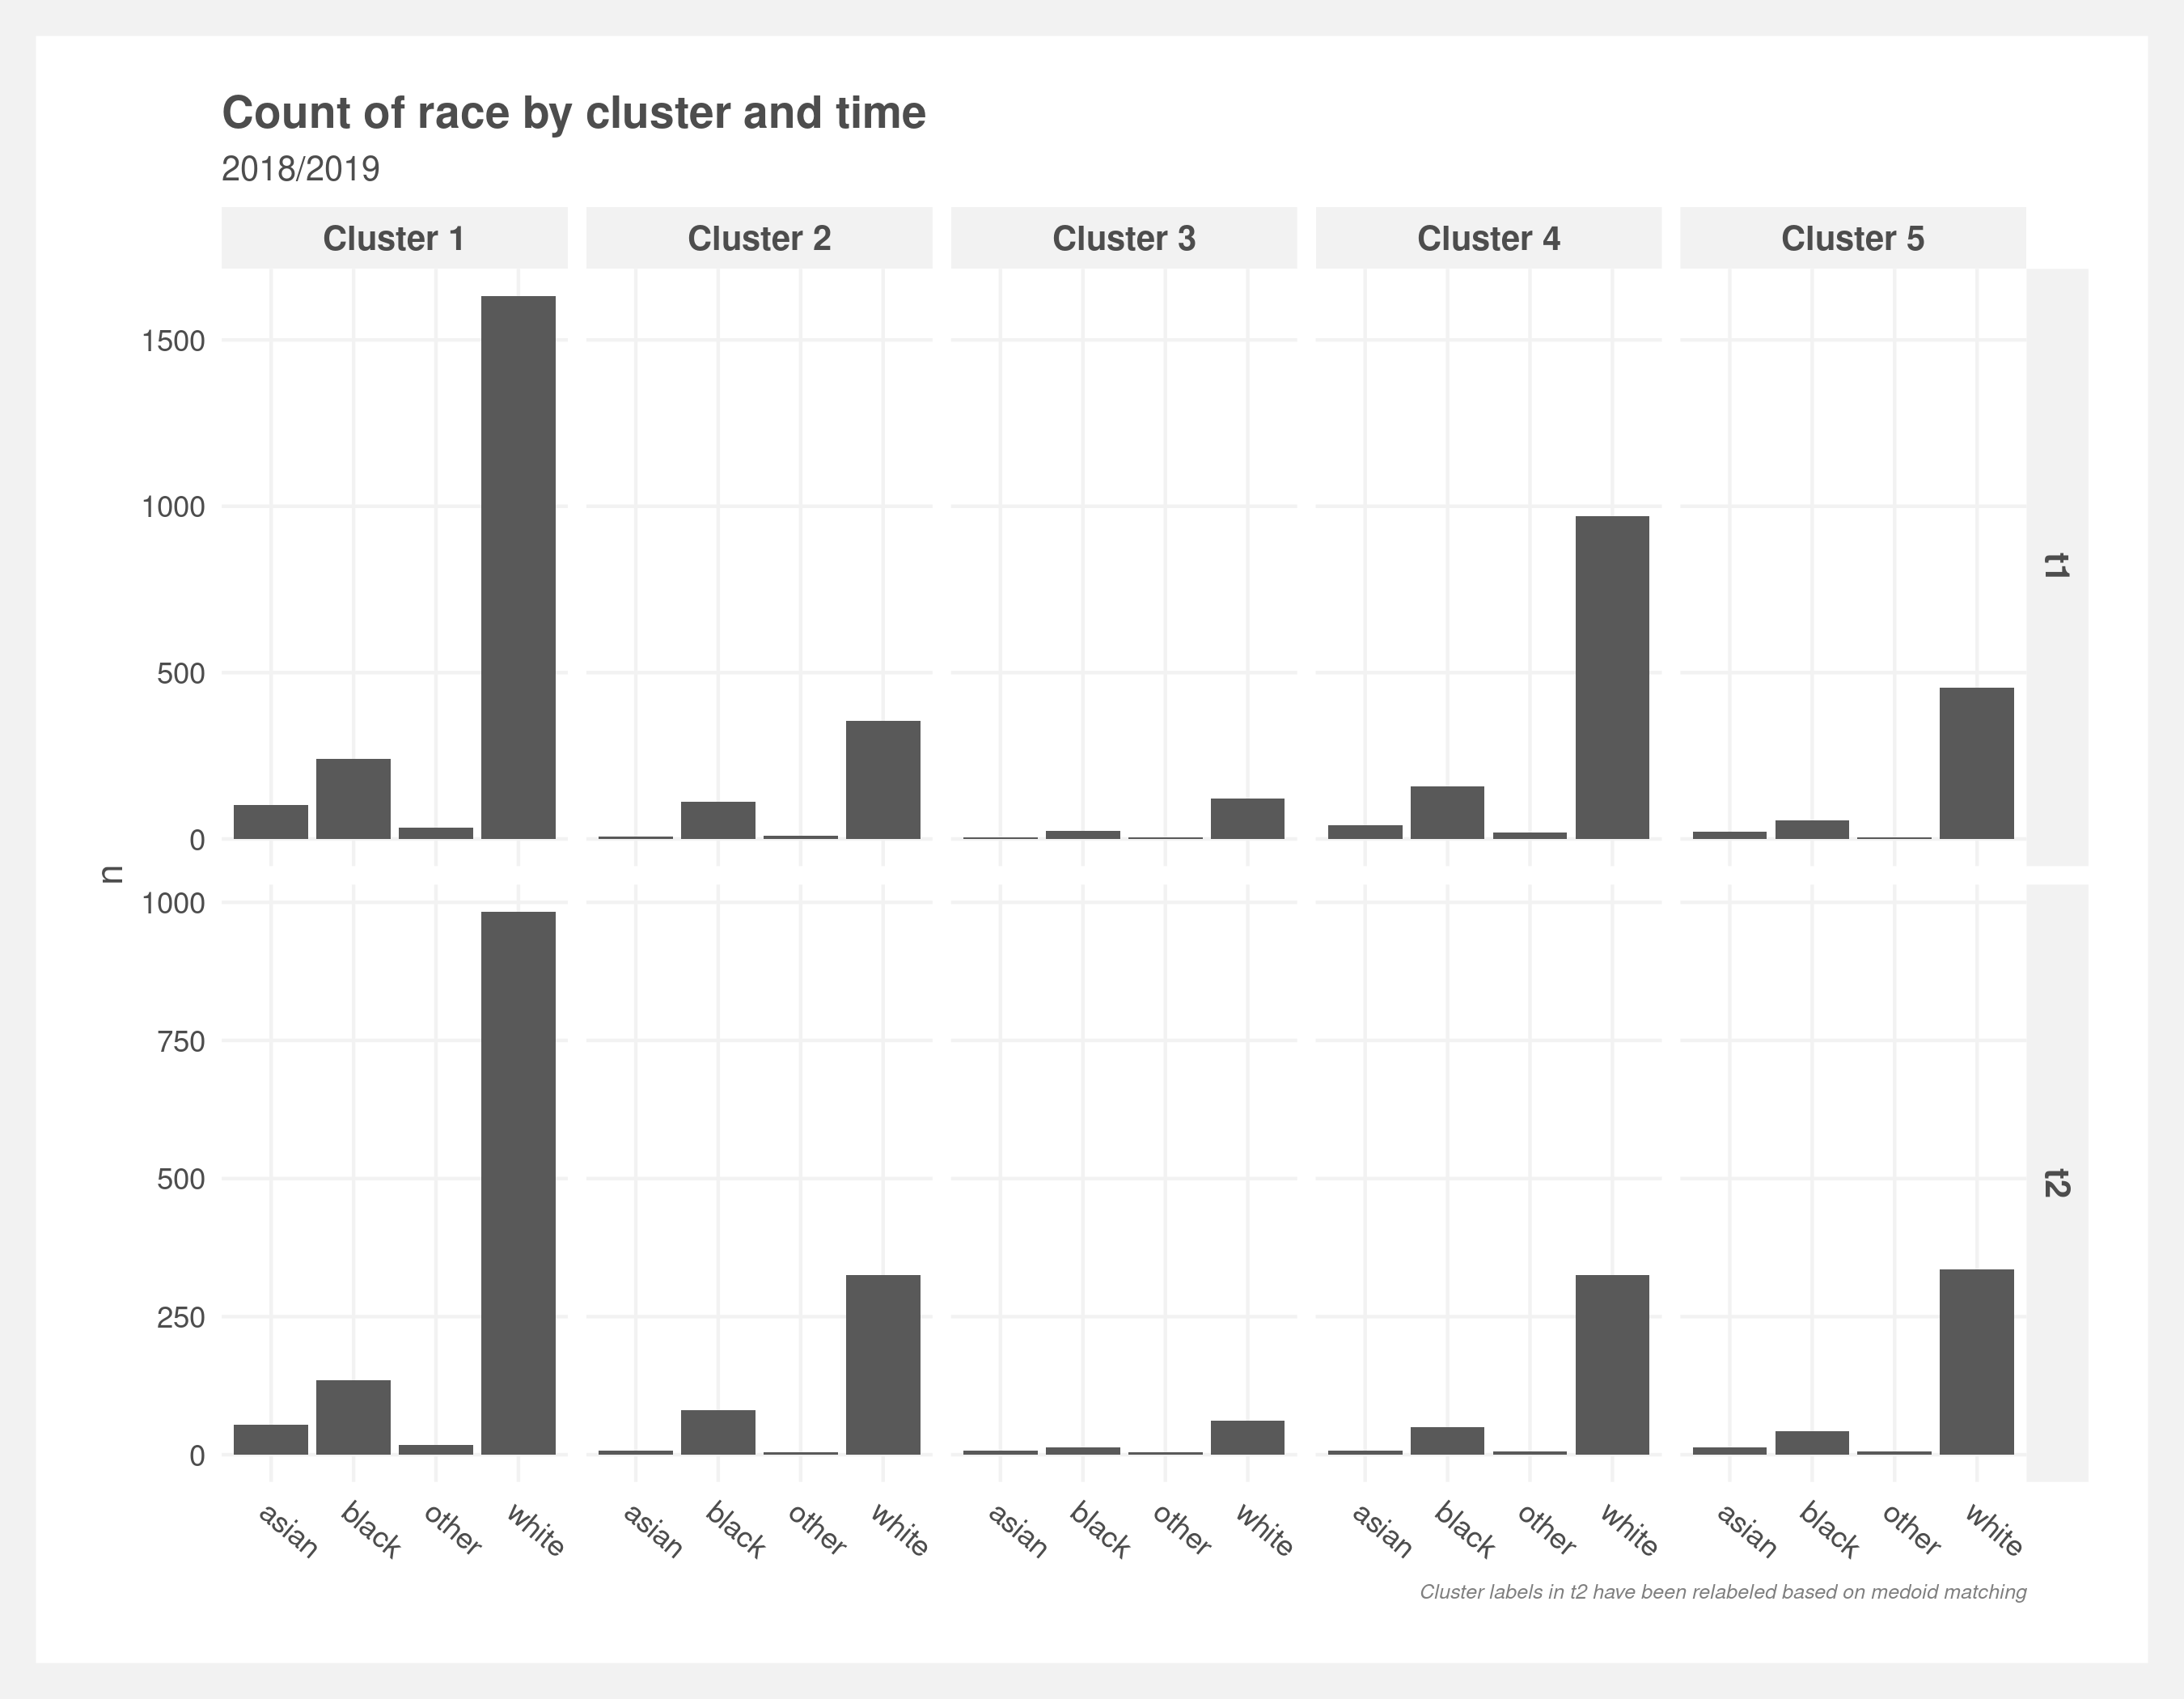 Count of race by cluster and time
2018/2019
Cluster 1 Cluster 2 Cluster 3 Cluster 4 Cluster 5
1500
1000
500
0
t1
n
1000
750
500
250
0
t2
asian black other white asian black other white asian black other white asian black other white asian black other white
Cluster labels in t2 have been relabeled based on medoid matching